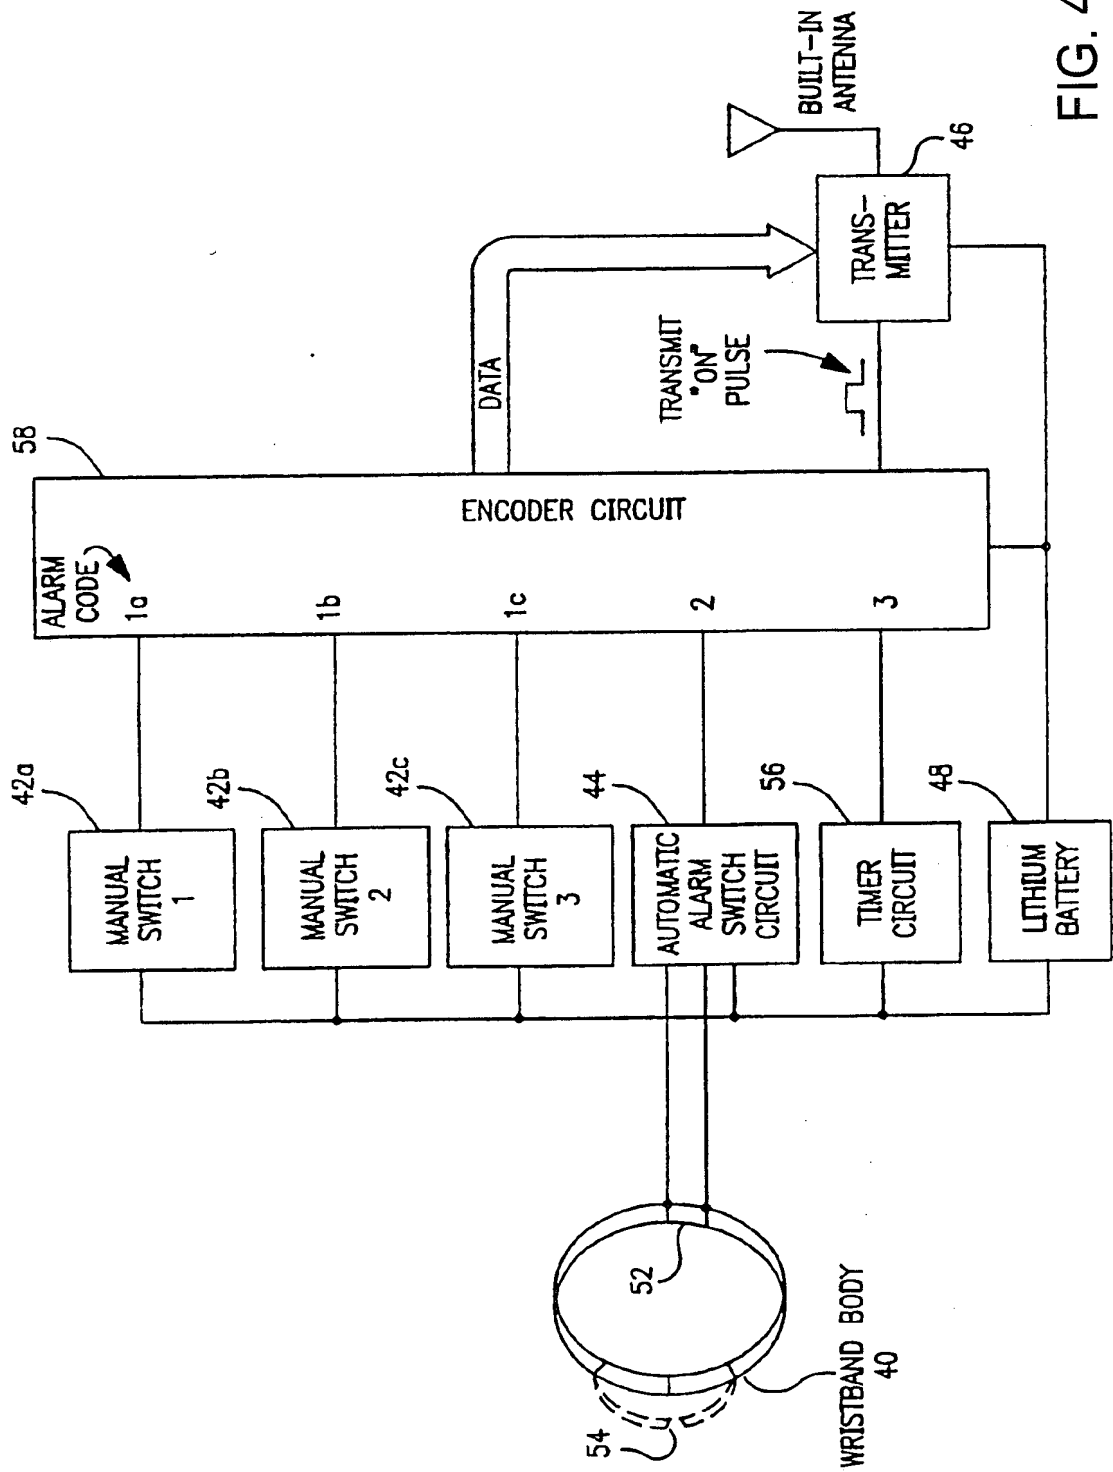 58
ALARM
CODE
1a
1b
1c
2
3
ENCODER CIRCUIT
DATA
TRANSMIT
"ON"
PULSE
TRANS-
MITTER
46
BUILT-IN
ANTENNA
42a
MANUAL
SWITCH
1
42b
MANUAL
SWITCH
2
42c
MANUAL
SWITCH
3
44
AUTOMATIC
ALARM
SWITCH
CIRCUIT
56
TIMER
CIRCUIT
48
LITHIUM
BATTERY
52
54
WRISTBAND BODY
40
FIG. 4